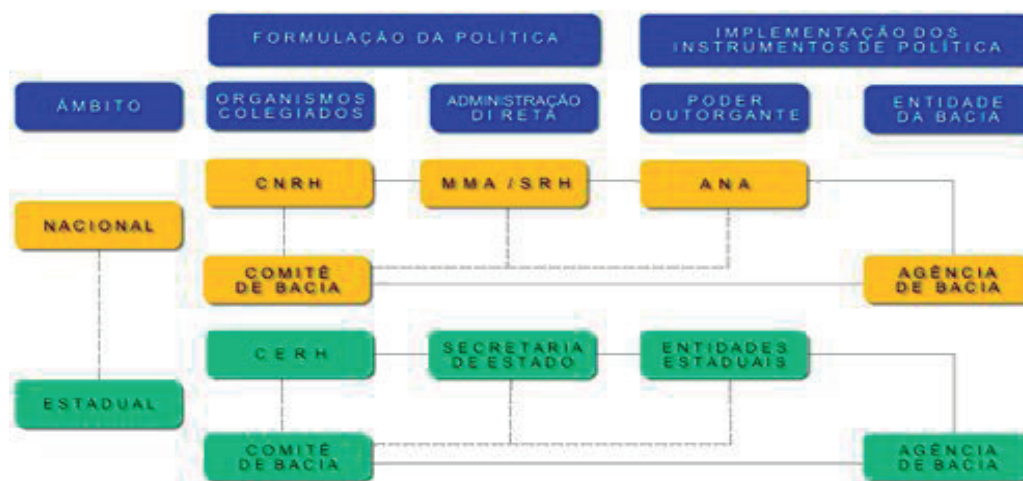 FORMULAÇÃO DA POLÍTICA
IMPLEMENTAÇÃO DOS
INSTRUMENTOS DE POLÍTICA
ÂMBITO
ORGANISMOS
COLEGIADOS
ADMINISTRAÇÃO
DIRETA
PODER
OUTORGANTE
ENTIDADE
DA BACIA
NACIONAL
CNRH
MMA / SRH
ANA
COMITÊ
DE BACIA
AGÊNCIA
DE BACIA
ESTADUAL
CERH
SECRETARIA
DE ESTADO
ENTIDADES
ESTADUAIS
COMITÊ
DE BACIA
AGÊNCIA
DE BACIA